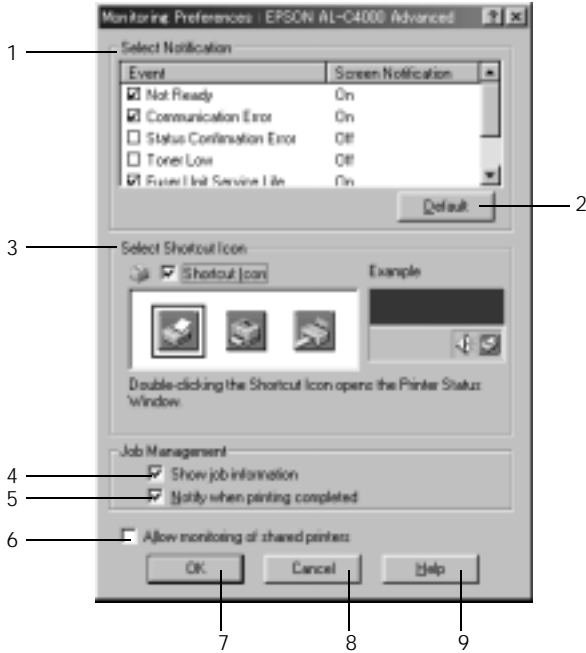 Monitoring Preferences : EPSON AL-C4000 Advanced
1
Select Notification
Event Screen Notification
Not Ready On
Communication Error On
Status Confirmation Error Off
Toner Low Off
Fuser Unit Service Life On
Default
2
3
Select Shortcut Icon
Shortcut Icon
Example
Double-clicking the Shortcut Icon opens the Printer Status
Window.
Job Management
4
Show job information
5
Notify when printing completed
6
Allow monitoring of shared printers
OK Cancel Help
7 8 9